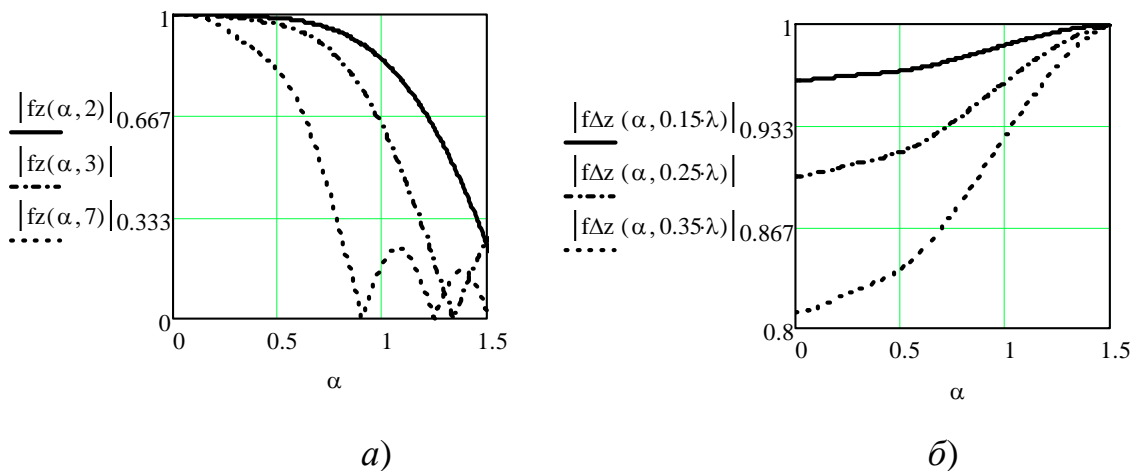 1
|fz(α, 2)|
0.667
|fz(α, 3)|
|fz(α, 7)|
0.333
0
0 0.5 1 1.5
α
а)
1
|fΔz(α, 0.15·λ)|
0.933
|fΔz(α, 0.25·λ)|
|fΔz(α, 0.35·λ)|
0.867
0.8
0 0.5 1 1.5
α
б)